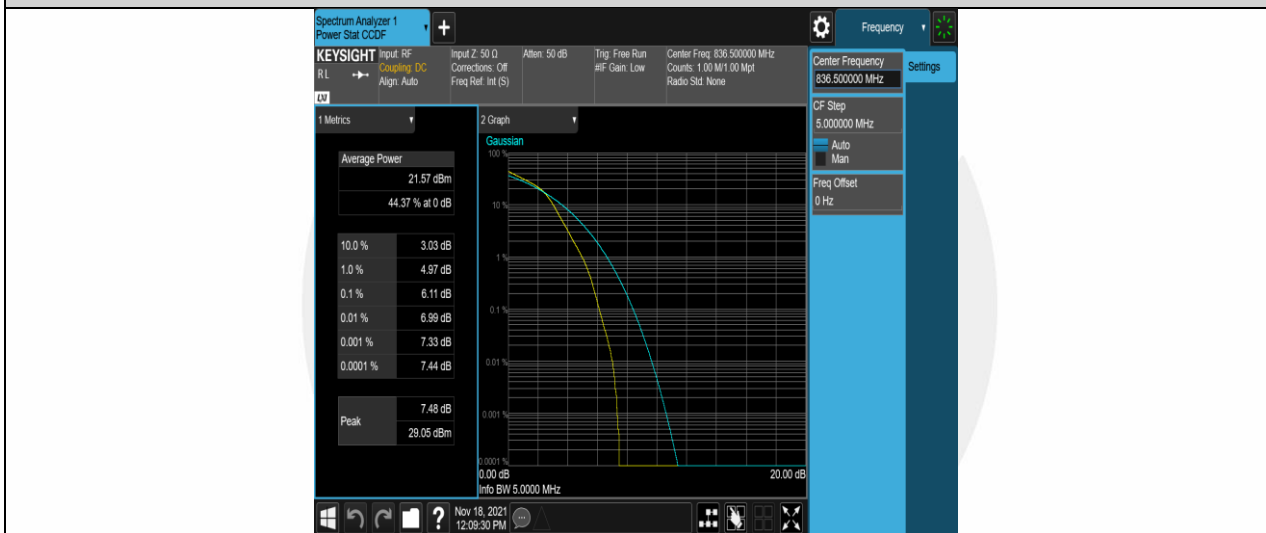 Spectrum Analyzer 1
Power Stat CCDF
Frequency
KEYSIGHT
RL
LXI
Input: RF
Coupling: DC
Align: Auto
Input Z: 50 Ω
Corrections: Off
Freq Ref: Int (S)
Atten: 50 dB
Trig: Free Run
#IF Gain: Low
Center Freq: 836.500000 MHz
Counts: 1.00 M/1.00 Mpt
Radio Std: None
Center Frequency
836.500000 MHz
Settings
CF Step
5.000000 MHz
Auto
Man
Freq Offset
0 Hz
1 Metrics
Average Power
21.57 dBm
44.37 % at 0 dB
10.0 % 3.03 dB
1.0 % 4.97 dB
0.1 % 6.11 dB
0.01 % 6.99 dB
0.001 % 7.33 dB
0.0001 % 7.44 dB
Peak 7.48 dB
29.05 dBm
2 Graph
Gaussian
100 %
10 %
1 %
0.1 %
0.01 %
0.001 %
0.0001 %
0.00 dB 20.00 dB
Info BW 5.0000 MHz
?
Nov 18, 2021
12:09:30 PM